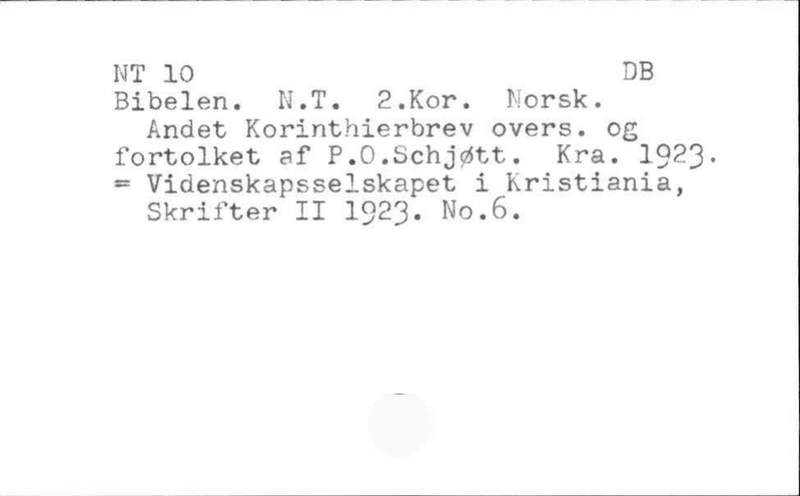 NT 10 DB
Bibelen. N.T. 2.Kor. Norsk.
Andet Korinthierbrev overs. og
fortolket af P.O.Schjøtt. Kra. 1923.
= Videnskapsselskapet i Kristiania,
Skrifter II 1923. No.6.